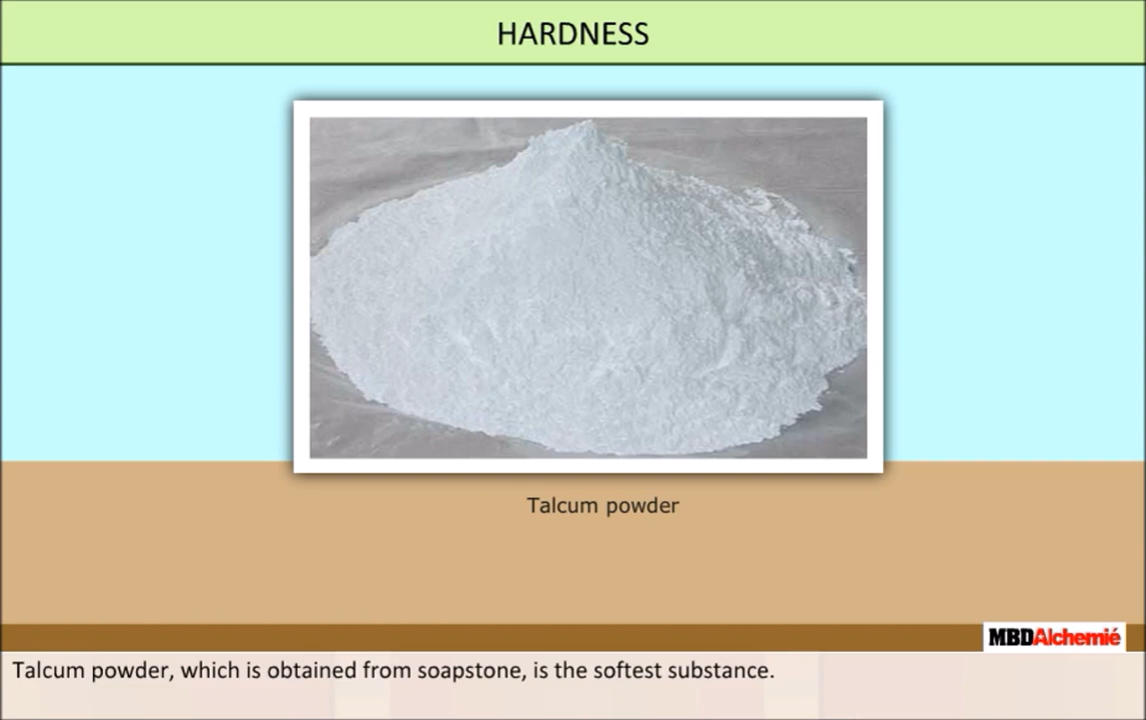 HARDNESS
Talcum powder
MBDAlchemié
Talcum powder, which is obtained from soapstone, is the softest substance.